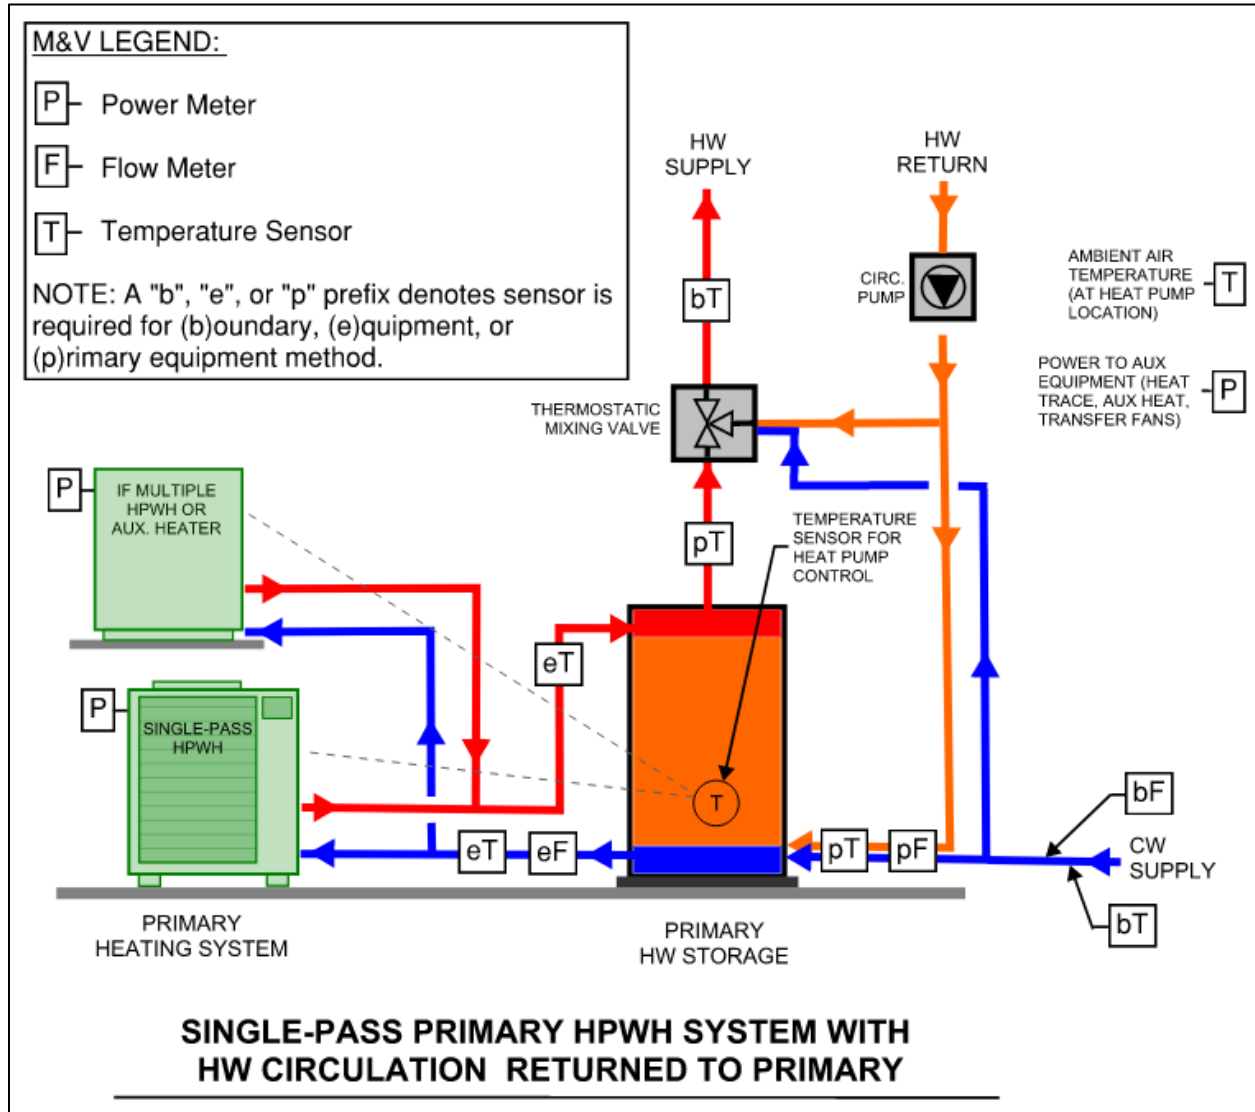 M&V LEGEND:
P Power Meter
F Flow Meter
T Temperature Sensor
NOTE: A "b", "e", or "p" prefix denotes sensor is
required for (b)oundary, (e)quipment, or
(p)rimary equipment method.
HW
SUPPLY
HW
RETURN
bT
CIRC.
PUMP
AMBIENT AIR
TEMPERATURE
(AT HEAT PUMP
LOCATION)
T
POWER TO AUX
EQUIPMENT (HEAT
TRACE, AUX HEAT,
TRANSFER FANS)
P
THERMOSTATIC
MIXING VALVE
P
IF MULTIPLE
HPWH OR
AUX. HEATER
pT
TEMPERATURE
SENSOR FOR
HEAT PUMP
CONTROL
eT
P
SINGLE-PASS
HPWH
T
eT
eF
pT
pF
bF
CW
SUPPLY
bT
PRIMARY
HEATING SYSTEM
PRIMARY
HW STORAGE
SINGLE-PASS PRIMARY HPWH SYSTEM WITH
HW CIRCULATION RETURNED TO PRIMARY